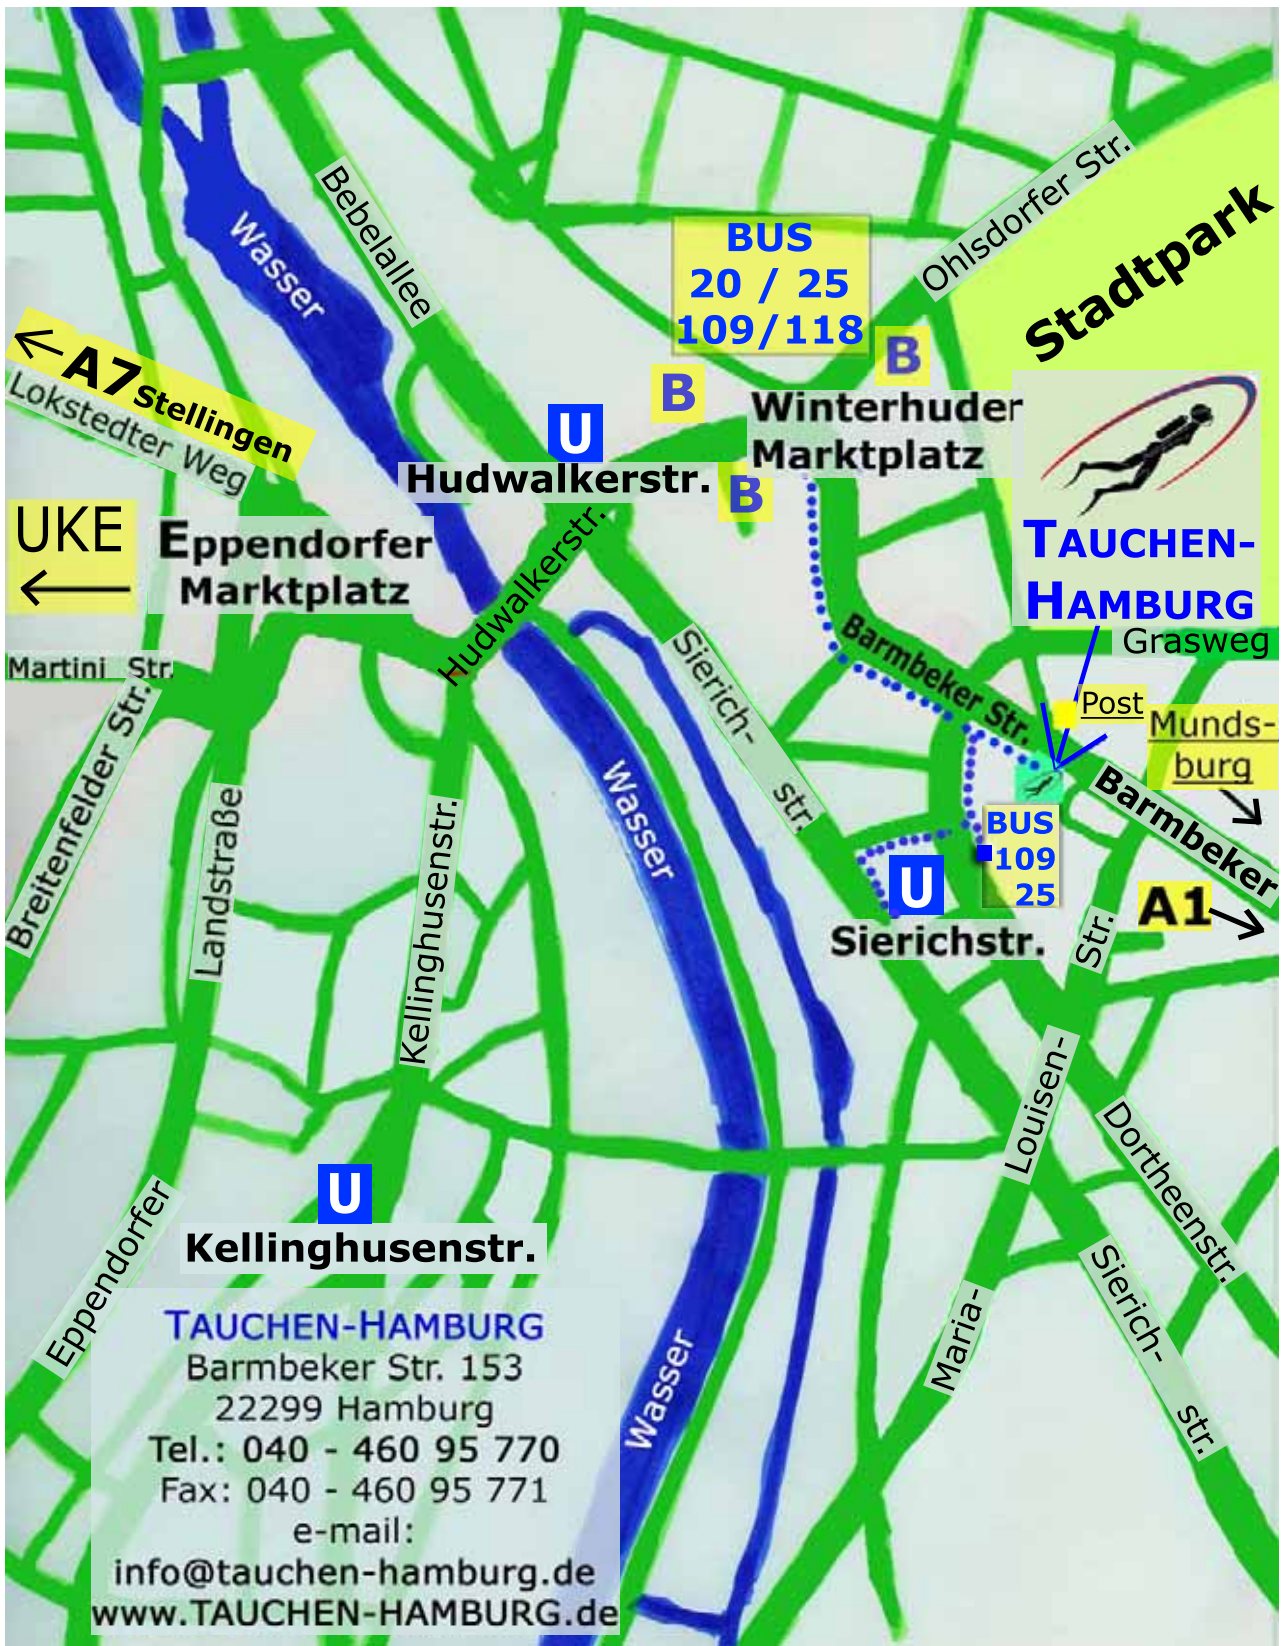 Ohlsdorfer Str.
Stadtpark
Bebelallee
Wasser
BUS
20 / 25
109/118
B
B
B
A7 Stellingen
Lokstedter Weg
U
Hudwalkerstr.
Winterhuder
Marktplatz
TAUCHEN-
HAMBURG
UKE
Eppendorfer
Marktplatz
Hudwalkerstr.
Grasweg
Martini Str.
Barmbeker Str.
Sierich-
str.
Post
Munds-
burg
Breitenfelder Str.
Landstraße
Kellinghusenstr.
Wasser
Barmbeker
BUS
109
25
U
Sierichstr.
A1
Str.
Louisen-
Maria-
Dortheenstr.
Sierich-
str.
Eppendorfer
U
Kellinghusenstr.
Wasser
TAUCHEN-HAMBURG
Barmbeker Str. 153
22299 Hamburg
Tel.: 040 - 460 95 770
Fax: 040 - 460 95 771
e-mail:
info@tauchen-hamburg.de
www.TAUCHEN-HAMBURG.de